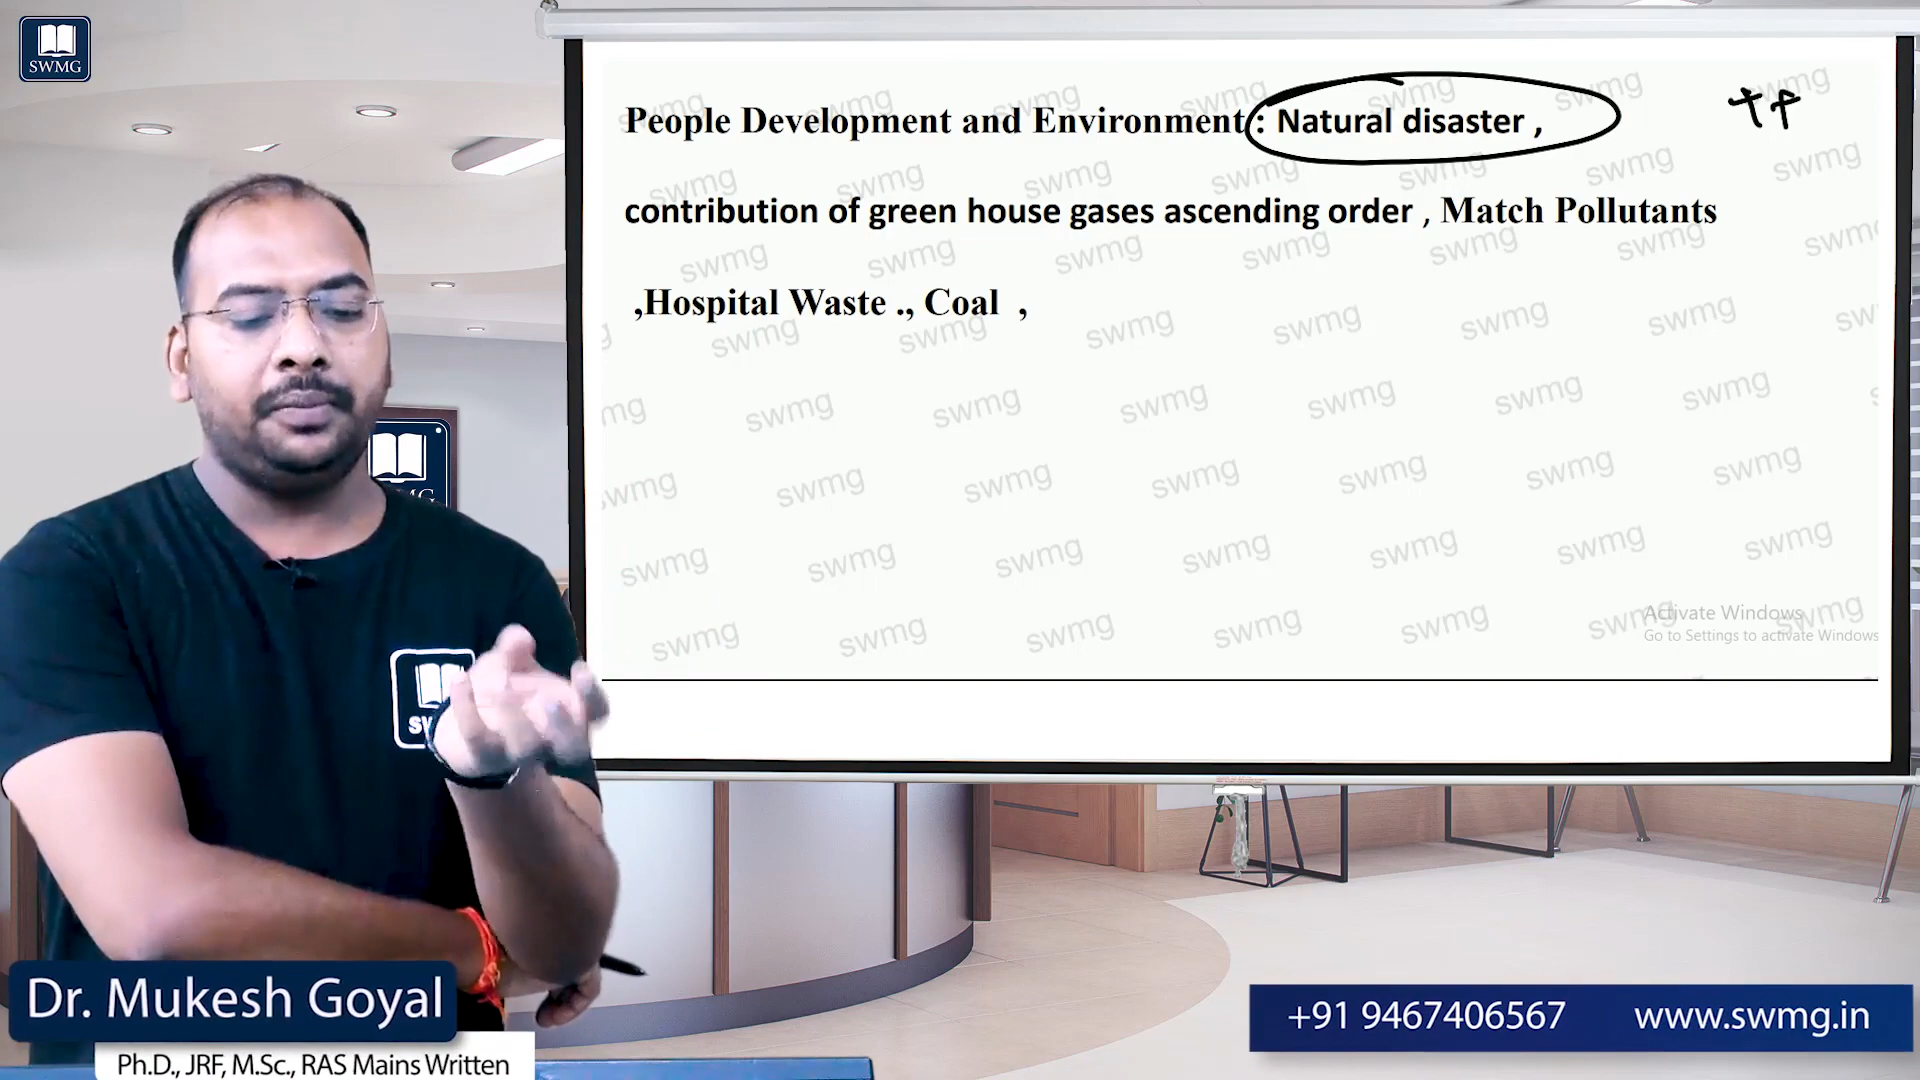 SWMG
People Development and Environment : Natural disaster ,
contribution of green house gases ascending order , Match Pollutants
,Hospital Waste ., Coal ,
Activate Windows
Go to Settings to activate Windows
Dr. Mukesh Goyal
Ph.D., JRF, M.Sc., RAS Mains Written
+91 9467406567 www.swmg.in